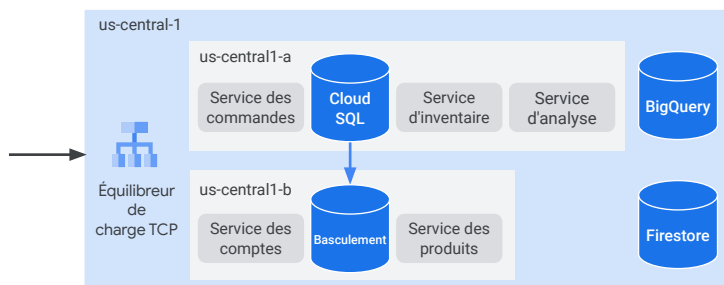 us-central-1
us-central1-a
Service des
commandes
Cloud
SQL
Service
d'inventaire
Service
d'analyse
BigQuery
Équilibreur
de
charge TCP
us-central1-b
Service des
comptes
Basculement
Service des
produits
Firestore